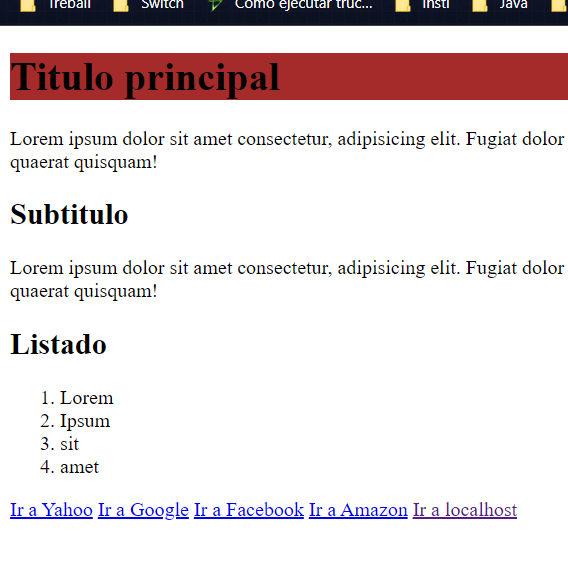 Treball Switch Como ejecutar truc... Insti Java
Titulo principal
Lorem ipsum dolor sit amet consectetur, adipisicing elit. Fugiat dolor
quaerat quisquam!
Subtitulo
Lorem ipsum dolor sit amet consectetur, adipisicing elit. Fugiat dolor
quaerat quisquam!
Listado
1. Lorem
2. Ipsum
3. sit
4. amet
Ir a Yahoo Ir a Google Ir a Facebook Ir a Amazon Ir a localhost